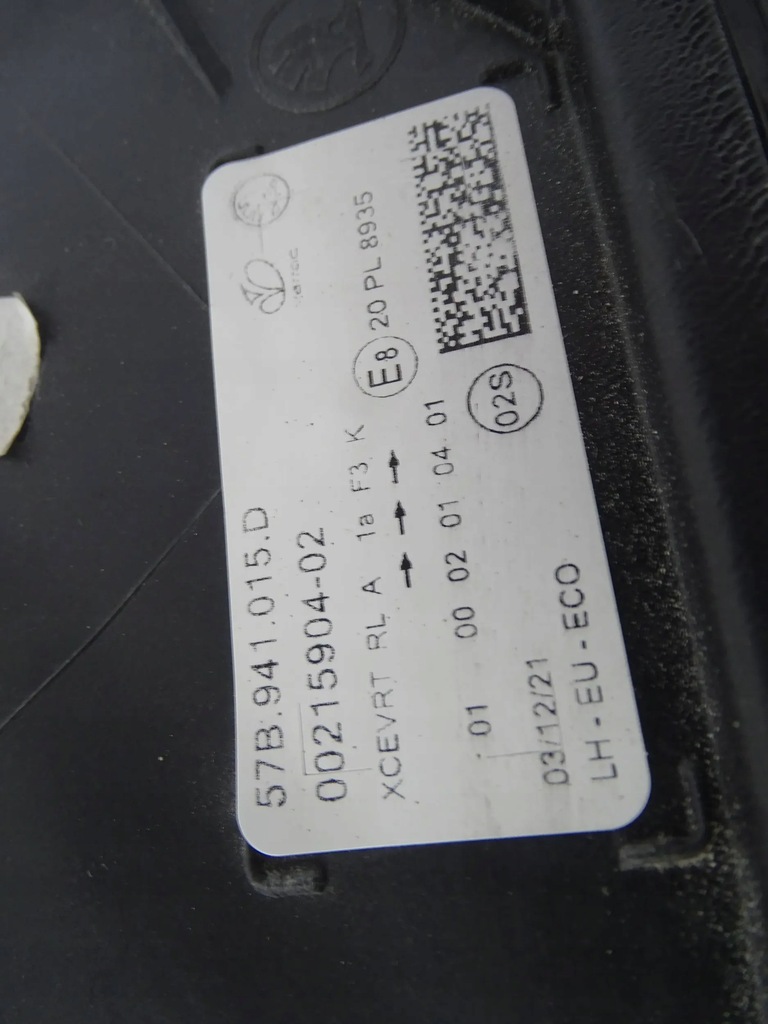 57B.941.015.D
00215904-02
XCEVRT RL A 1a F3 K
E8 20 PL 8935
01 00 02 01 04 01
02S
03/12/21
LH - EU - ECO